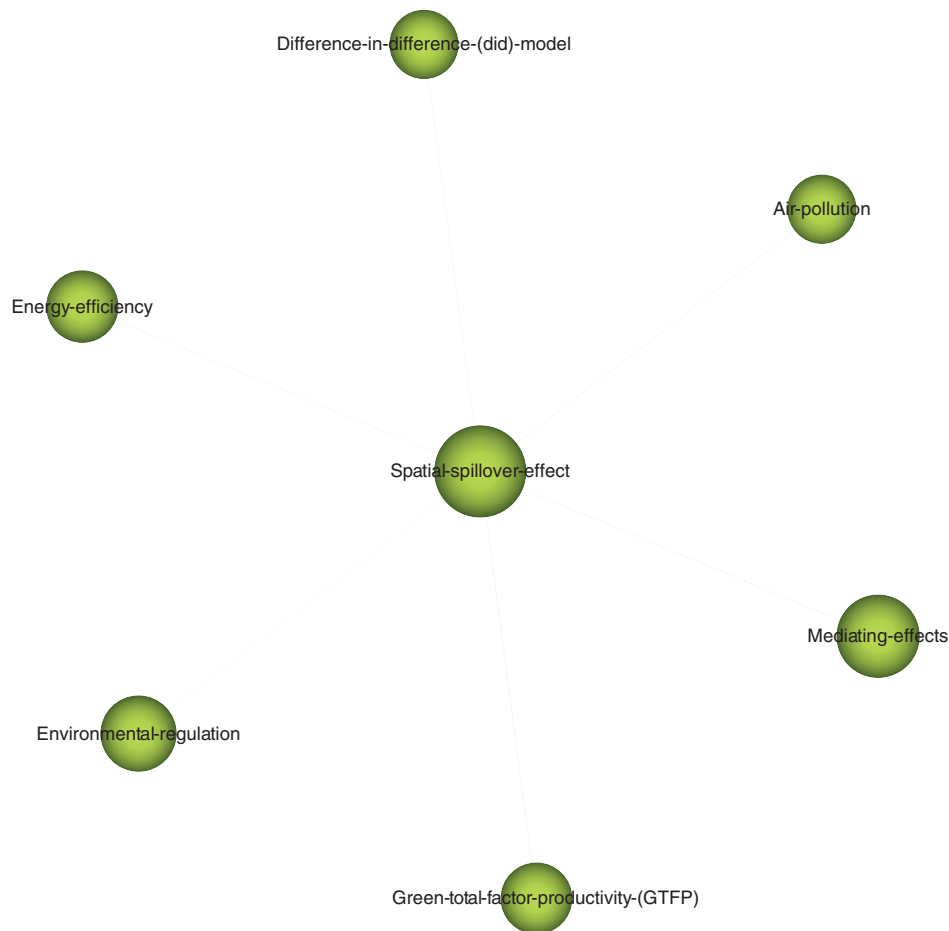 Difference-in-difference-(did)-model
Air-pollution
Energy-efficiency
Spatial-spillover-effect
Mediating-effects
Environmental-regulation
Green-total-factor-productivity-(GTFP)